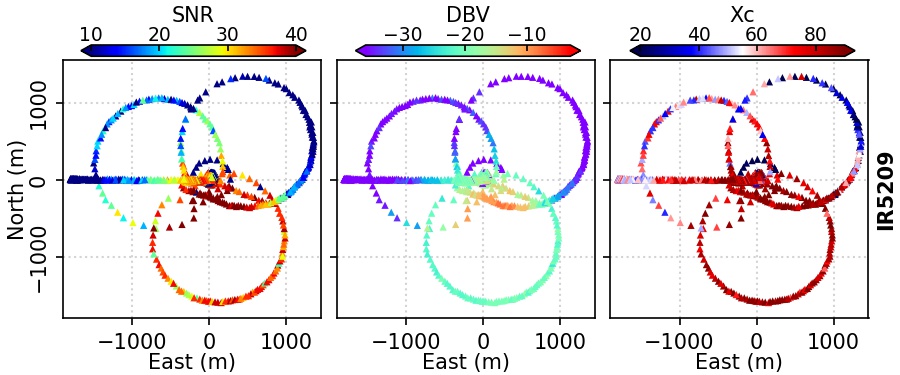 SNR DBV Xc
10 20 30 40 −30 −20 −10 20 40 60 80
North (m)
1000
0
−1000
−1000 0 1000 −1000 0 1000 −1000 0 1000
East (m) East (m) East (m)
IR5209